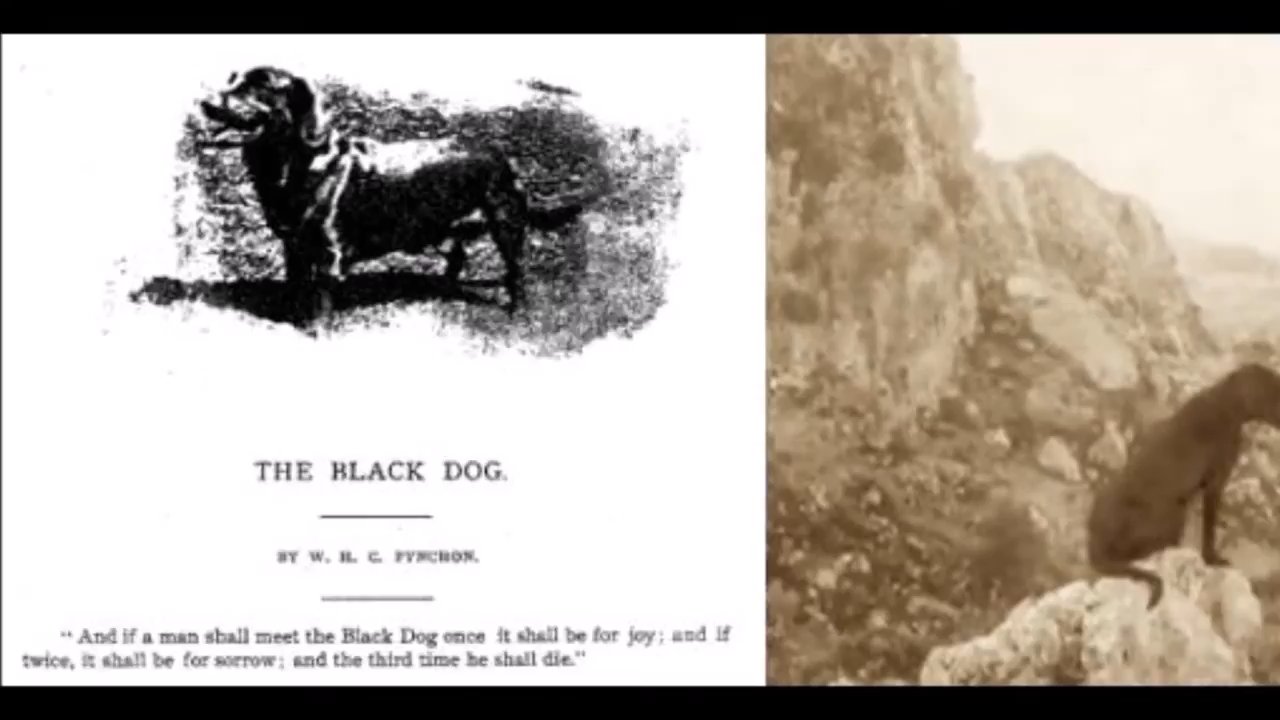 THE BLACK DOG.
BY W. H. C. PYNCHON.
“ And if a man shall meet the Black Dog once it shall be for joy; and if
twice, it shall be for sorrow; and the third time he shall die.”